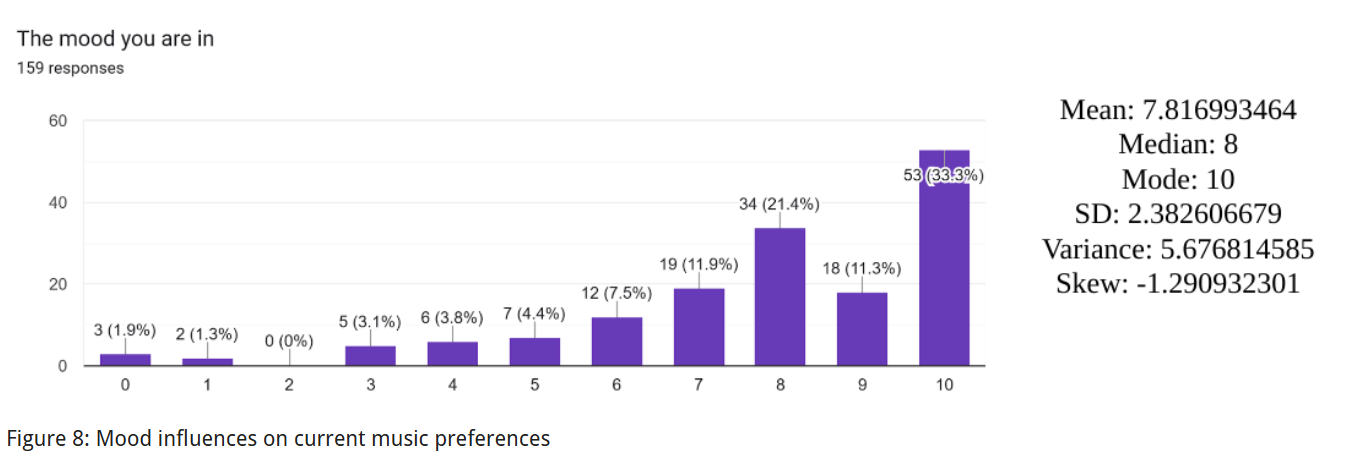 The mood you are in
159 responses
60
40
20
0
3 (1.9%)
2 (1.3%)
0 (0%)
5 (3.1%)
6 (3.8%)
7 (4.4%)
12 (7.5%)
19 (11.9%)
34 (21.4%)
18 (11.3%)
53 (33.3%)
0 1 2 3 4 5 6 7 8 9 10
Mean: 7.816993464
Median: 8
Mode: 10
SD: 2.382606679
Variance: 5.676814585
Skew: -1.290932301
Figure 8: Mood influences on current music preferences